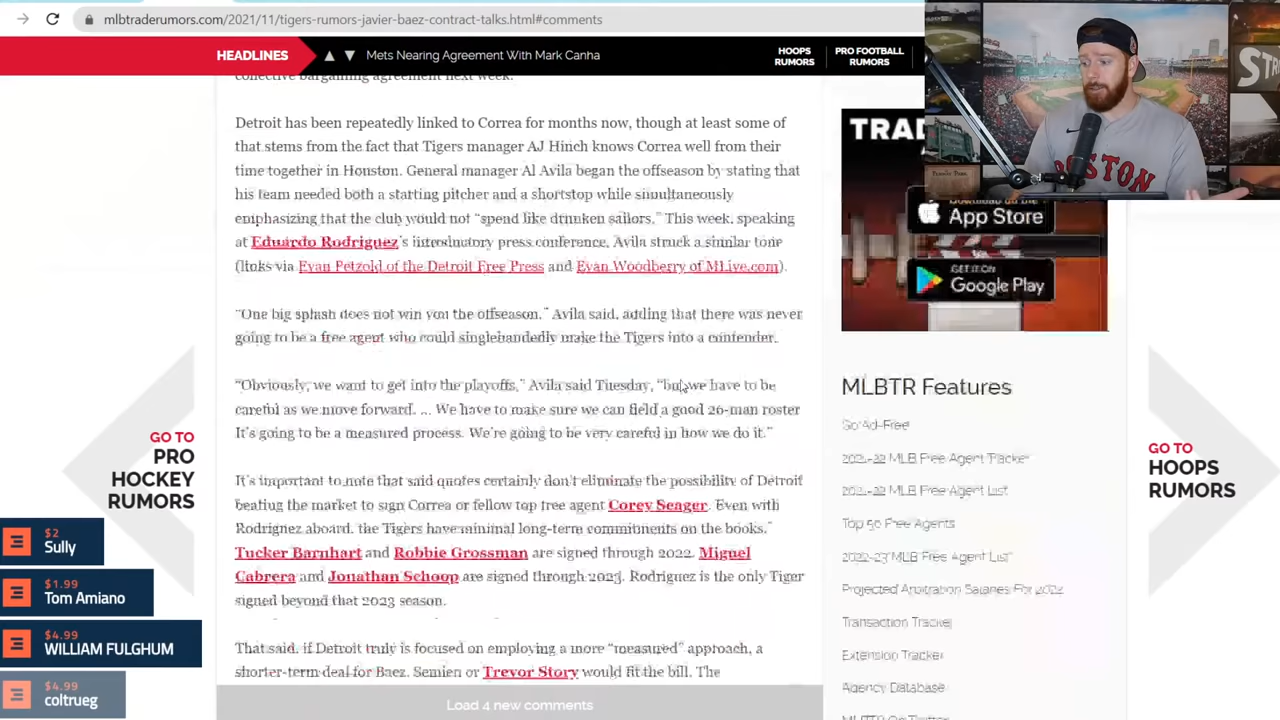 mlbtraderumors.com/2021/11/tigers-rumors-javier-baez-contract-talks.html#comments
HEADLINES
Mets Nearing Agreement With Mark Canha
HOOPS
RUMORS
PRO FOOTBALL
RUMORS
collective bargaining agreement next week.
Detroit has been repeatedly linked to Correa for months now, though at least some of
that stems from the fact that Tigers manager AJ Hinch knows Correa well from their
time together in Houston. General manager Al Avila began the offseason by stating that
his team needed both a starting pitcher and a shortstop while simultaneously
emphasizing that the club would not “spend like drunken sailors.” This week, speaking
at Eduardo Rodriguez’s introductory press conference, Avila struck a similar tone
(links via Evan Petzold of the Detroit Free Press and Evan Woodberry of MLive.com).
“One big splash does not win you the offseason,” Avila said, adding that there was never
going to be a free agent who could singlehandedly make the Tigers into a contender.
“Obviously, we want to get into the playoffs,” Avila said Tuesday, “but we have to be
careful as we move forward. … We have to make sure we can field a good 26-man roster
It’s going to be a measured process. We’re going to be very careful in how we do it.”
It’s important to note that said quotes certainly don’t eliminate the possibility of Detroit
beating the market to sign Correa or fellow top free agent Corey Seager. Even with
Rodriguez aboard, the Tigers have minimal long-term commitments on the books.
Tucker Barnhart and Robbie Grossman are signed through 2022. Miguel
Cabrera and Jonathan Schoop are signed through 2023. Rodriguez is the only Tiger
signed beyond that 2023 season.
That said, if Detroit truly is focused on employing a more “measured” approach, a
shorter-term deal for Baez, Semien or Trevor Story would fit the bill. The
Load 4 new comments
GO TO
PRO
HOCKEY
RUMORS
$2
Sully
$1.99
Tom Amiano
$4.99
WILLIAM FULGHUM
$4.99
coltrueg
TRAD
Download on the
App Store
GET IT ON
Google Play
MLBTR Features
Go Ad-Free
2021-22 MLB Free Agent Tracker
2021-22 MLB Free Agent List
Top 50 Free Agents
2022-23 MLB Free Agent List
Projected Arbitration Salaries For 2022
Transaction Tracker
Extension Tracker
Agency Database
MLBTR On Twitter
GO TO
HOOPS
RUMORS
BOSTON
STR